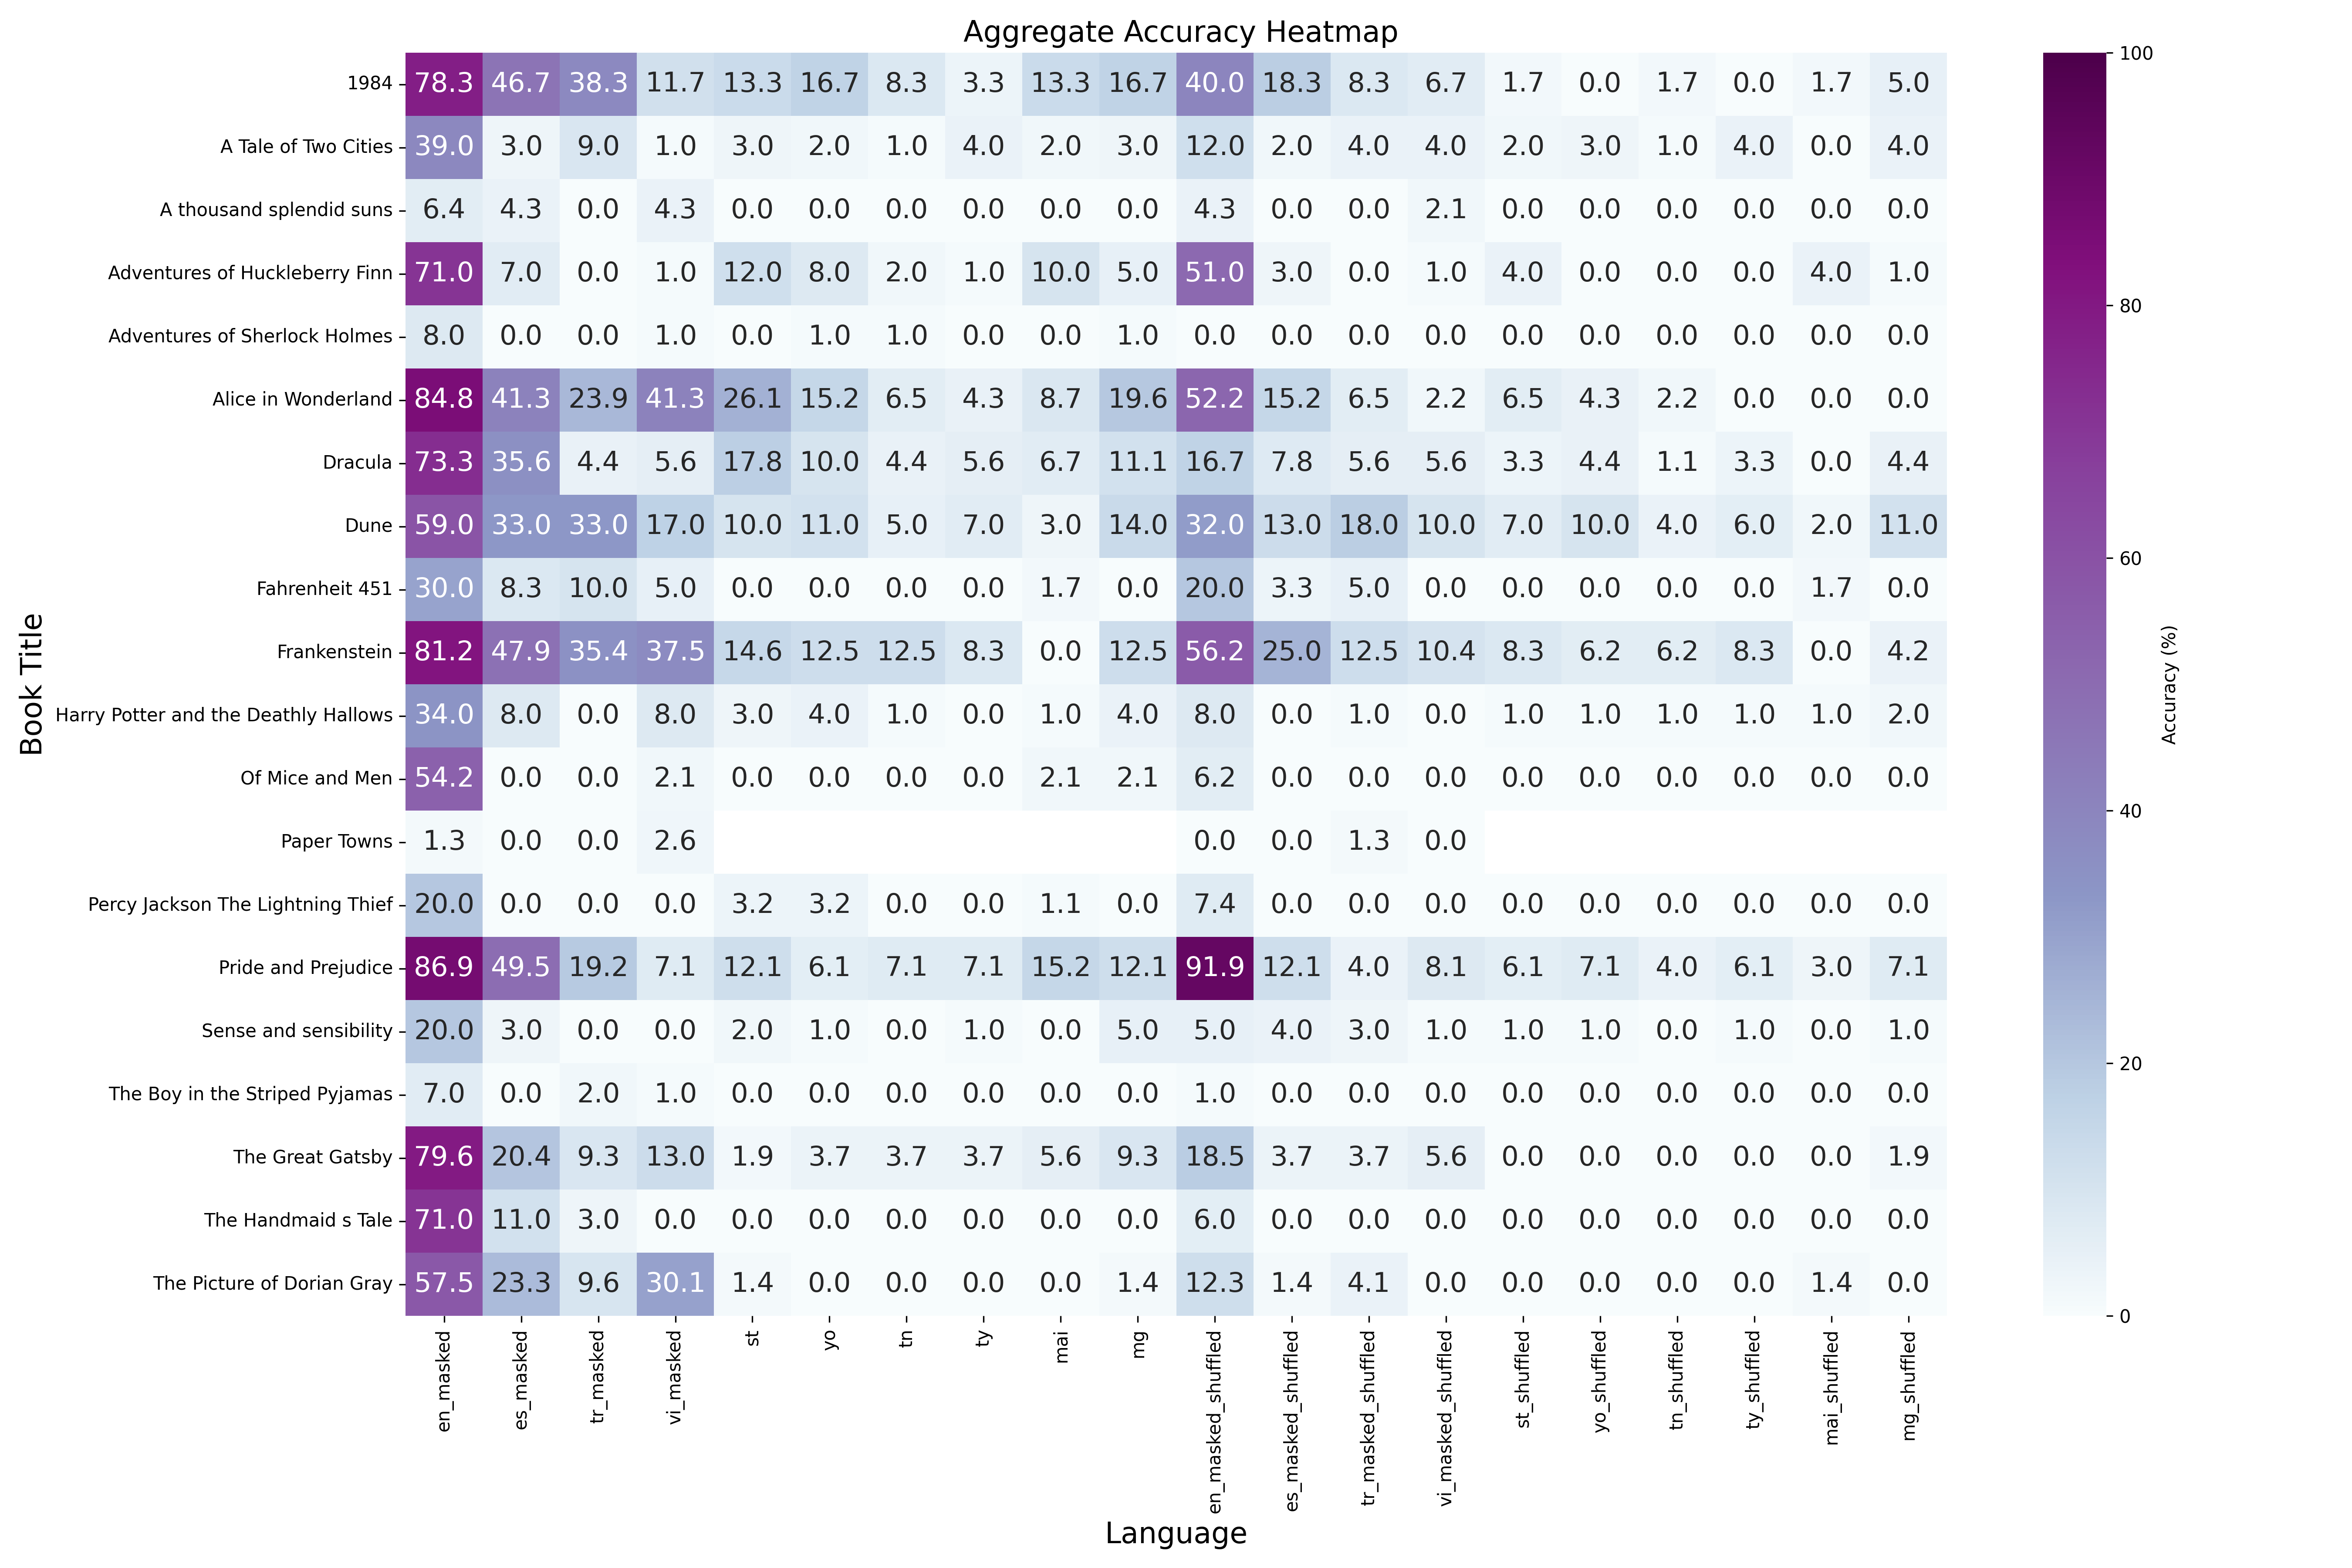 Aggregate Accuracy Heatmap
1984 78.3 46.7 38.3 11.7 13.3 16.7 8.3 3.3 13.3 16.7 40.0 18.3 8.3 6.7 1.7 0.0 1.7 0.0 1.7 5.0
A Tale of Two Cities 39.0 3.0 9.0 1.0 3.0 2.0 1.0 4.0 2.0 3.0 12.0 2.0 4.0 4.0 2.0 3.0 1.0 4.0 0.0 4.0
A thousand splendid suns 6.4 4.3 0.0 4.3 0.0 0.0 0.0 0.0 0.0 0.0 4.3 0.0 0.0 2.1 0.0 0.0 0.0 0.0 0.0 0.0
Adventures of Huckleberry Finn 71.0 7.0 0.0 1.0 12.0 8.0 2.0 1.0 10.0 5.0 51.0 3.0 0.0 1.0 4.0 0.0 0.0 0.0 4.0 1.0
Adventures of Sherlock Holmes 8.0 0.0 0.0 1.0 0.0 1.0 1.0 0.0 0.0 1.0 0.0 0.0 0.0 0.0 0.0 0.0 0.0 0.0 0.0 0.0
Alice in Wonderland 84.8 41.3 23.9 41.3 26.1 15.2 6.5 4.3 8.7 19.6 52.2 15.2 6.5 2.2 6.5 4.3 2.2 0.0 0.0 0.0
Dracula 73.3 35.6 4.4 5.6 17.8 10.0 4.4 5.6 6.7 11.1 16.7 7.8 5.6 5.6 3.3 4.4 1.1 3.3 0.0 4.4
Dune 59.0 33.0 33.0 17.0 10.0 11.0 5.0 7.0 3.0 14.0 32.0 13.0 18.0 10.0 7.0 10.0 4.0 6.0 2.0 11.0
Fahrenheit 451 30.0 8.3 10.0 5.0 0.0 0.0 0.0 0.0 1.7 0.0 20.0 3.3 5.0 0.0 0.0 0.0 0.0 0.0 1.7 0.0
Frankenstein 81.2 47.9 35.4 37.5 14.6 12.5 12.5 8.3 0.0 12.5 56.2 25.0 12.5 10.4 8.3 6.2 6.2 8.3 0.0 4.2
Harry Potter and the Deathly Hallows 34.0 8.0 0.0 8.0 3.0 4.0 1.0 0.0 1.0 4.0 8.0 0.0 1.0 0.0 1.0 1.0 1.0 1.0 1.0 2.0
Of Mice and Men 54.2 0.0 0.0 2.1 0.0 0.0 0.0 0.0 2.1 2.1 6.2 0.0 0.0 0.0 0.0 0.0 0.0 0.0 0.0 0.0
Paper Towns 1.3 0.0 0.0 2.6 0.0 0.0 1.3 0.0
Percy Jackson The Lightning Thief 20.0 0.0 0.0 0.0 3.2 3.2 0.0 0.0 1.1 0.0 7.4 0.0 0.0 0.0 0.0 0.0 0.0 0.0 0.0 0.0
Pride and Prejudice 86.9 49.5 19.2 7.1 12.1 6.1 7.1 7.1 15.2 12.1 91.9 12.1 4.0 8.1 6.1 7.1 4.0 6.1 3.0 7.1
Sense and sensibility 20.0 3.0 0.0 0.0 2.0 1.0 0.0 1.0 0.0 5.0 5.0 4.0 3.0 1.0 1.0 1.0 0.0 1.0 0.0 1.0
The Boy in the Striped Pyjamas 7.0 0.0 2.0 1.0 0.0 0.0 0.0 0.0 0.0 0.0 1.0 0.0 0.0 0.0 0.0 0.0 0.0 0.0 0.0 0.0
The Great Gatsby 79.6 20.4 9.3 13.0 1.9 3.7 3.7 3.7 5.6 9.3 18.5 3.7 3.7 5.6 0.0 0.0 0.0 0.0 0.0 1.9
The Handmaid s Tale 71.0 11.0 3.0 0.0 0.0 0.0 0.0 0.0 0.0 0.0 6.0 0.0 0.0 0.0 0.0 0.0 0.0 0.0 0.0 0.0
The Picture of Dorian Gray 57.5 23.3 9.6 30.1 1.4 0.0 0.0 0.0 0.0 1.4 12.3 1.4 4.1 0.0 0.0 0.0 0.0 0.0 1.4 0.0
en_masked es_masked tr_masked vi_masked st yo tn ty mai mg en_masked_shuffled es_masked_shuffled tr_masked_shuffled vi_masked_shuffled st_shuffled yo_shuffled tn_shuffled ty_shuffled mai_shuffled mg_shuffled
Language
Book Title
100
80
60
40
20
0
Accuracy (%)